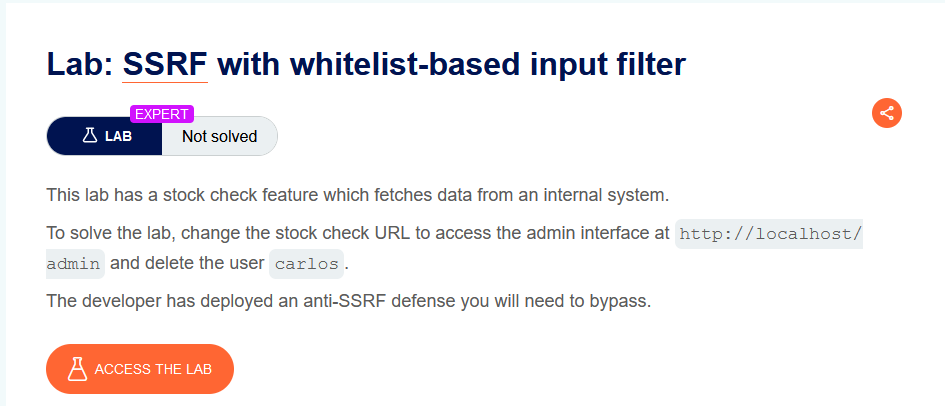 Lab: SSRF with whitelist-based input filter
EXPERT
LAB
Not solved
This lab has a stock check feature which fetches data from an internal system.
To solve the lab, change the stock check URL to access the admin interface at http://localhost/
admin and delete the user carlos.
The developer has deployed an anti-SSRF defense you will need to bypass.
ACCESS THE LAB